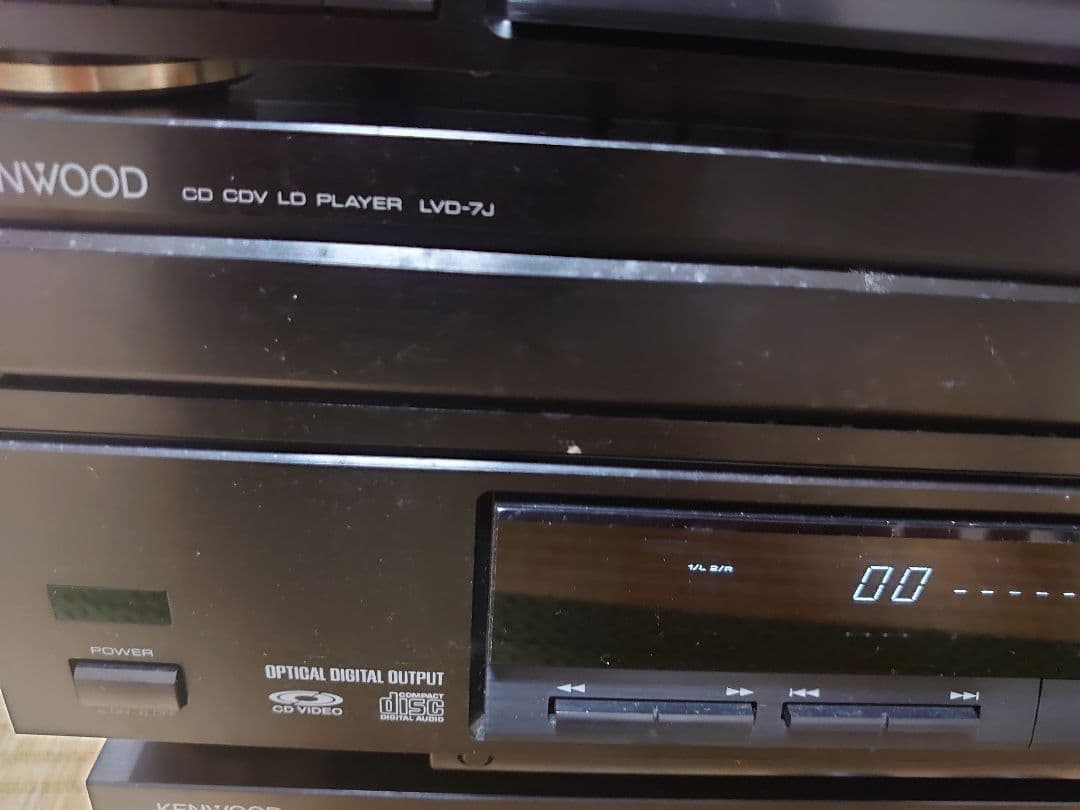 NWOOD CD CDV LD PLAYER LVD-7J
1/L 2/R
00 -----
POWER
OPTICAL DIGITAL OUTPUT
CD VIDEO
COMPACT
disc
DIGITAL AUDIO
KENWOOD